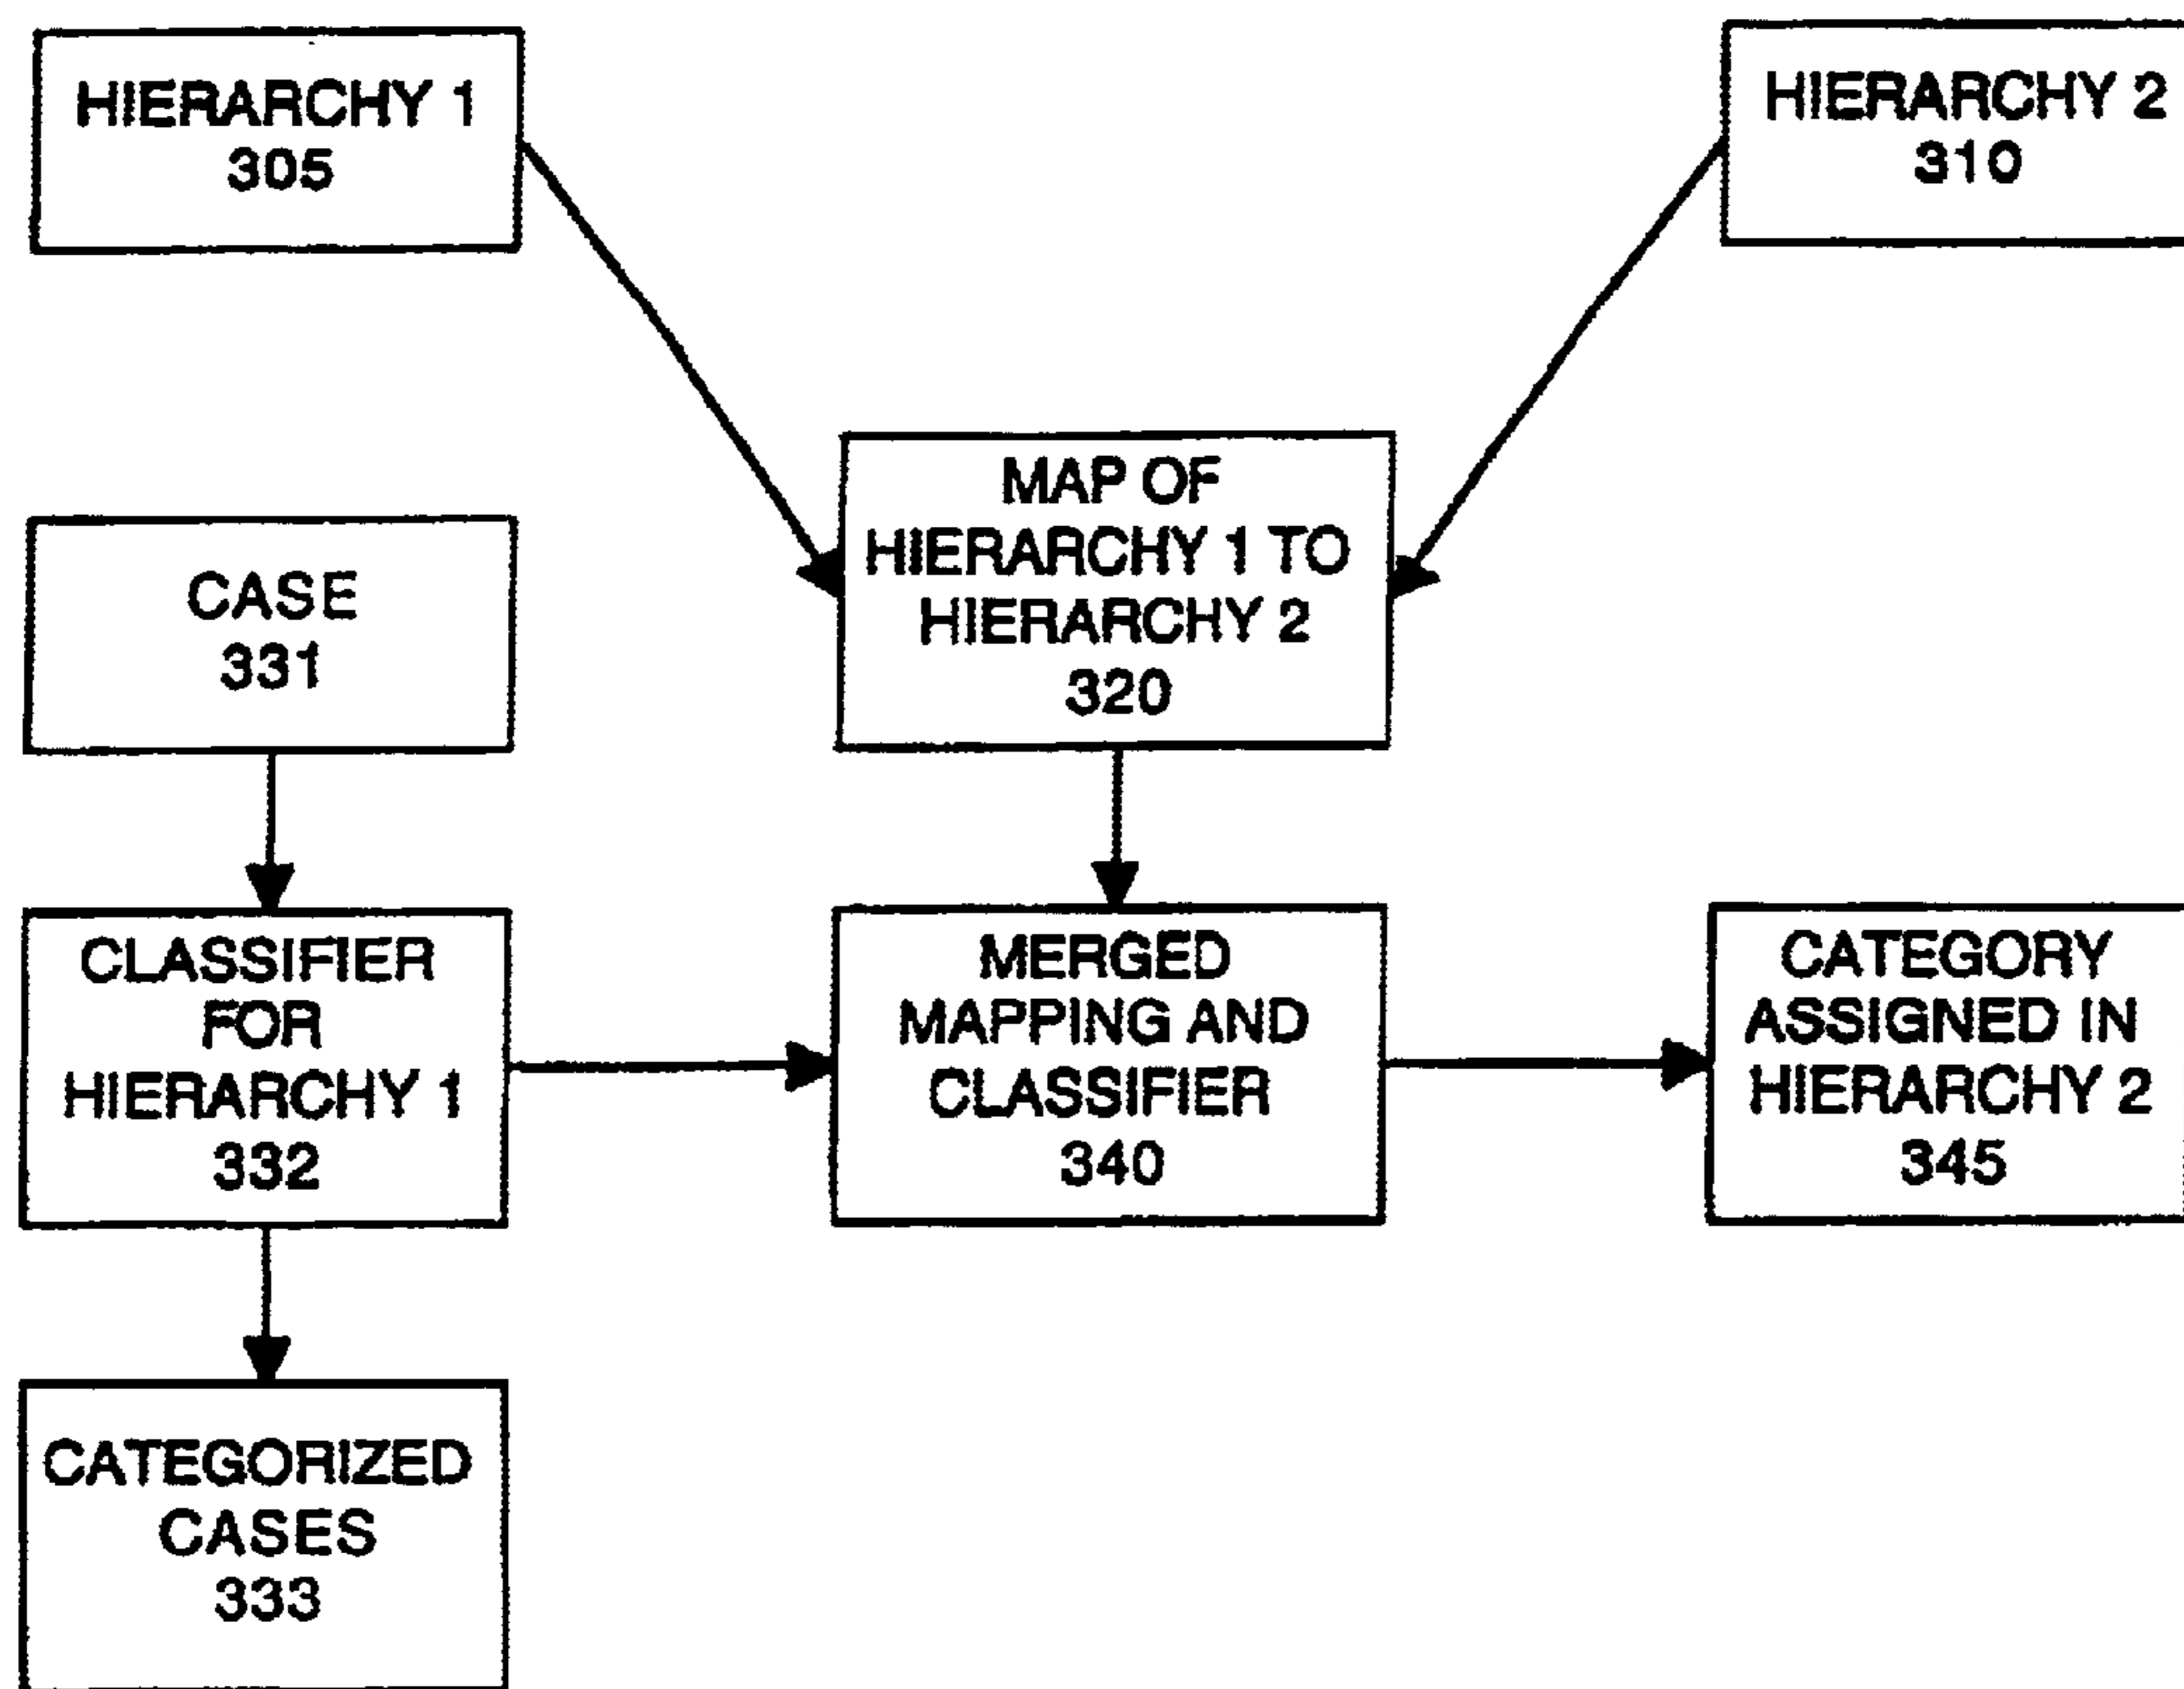 HIERARCHY 1
305
HIERARCHY 2
310
MAP OF
HIERARCHY 1 TO
HIERARCHY 2
320
CASE
331
CLASSIFIER
FOR
HIERARCHY 1
332
MERGED
MAPPING AND
CLASSIFIER
340
CATEGORY
ASSIGNED IN
HIERARCHY 2
345
CATEGORIZED
CASES
333